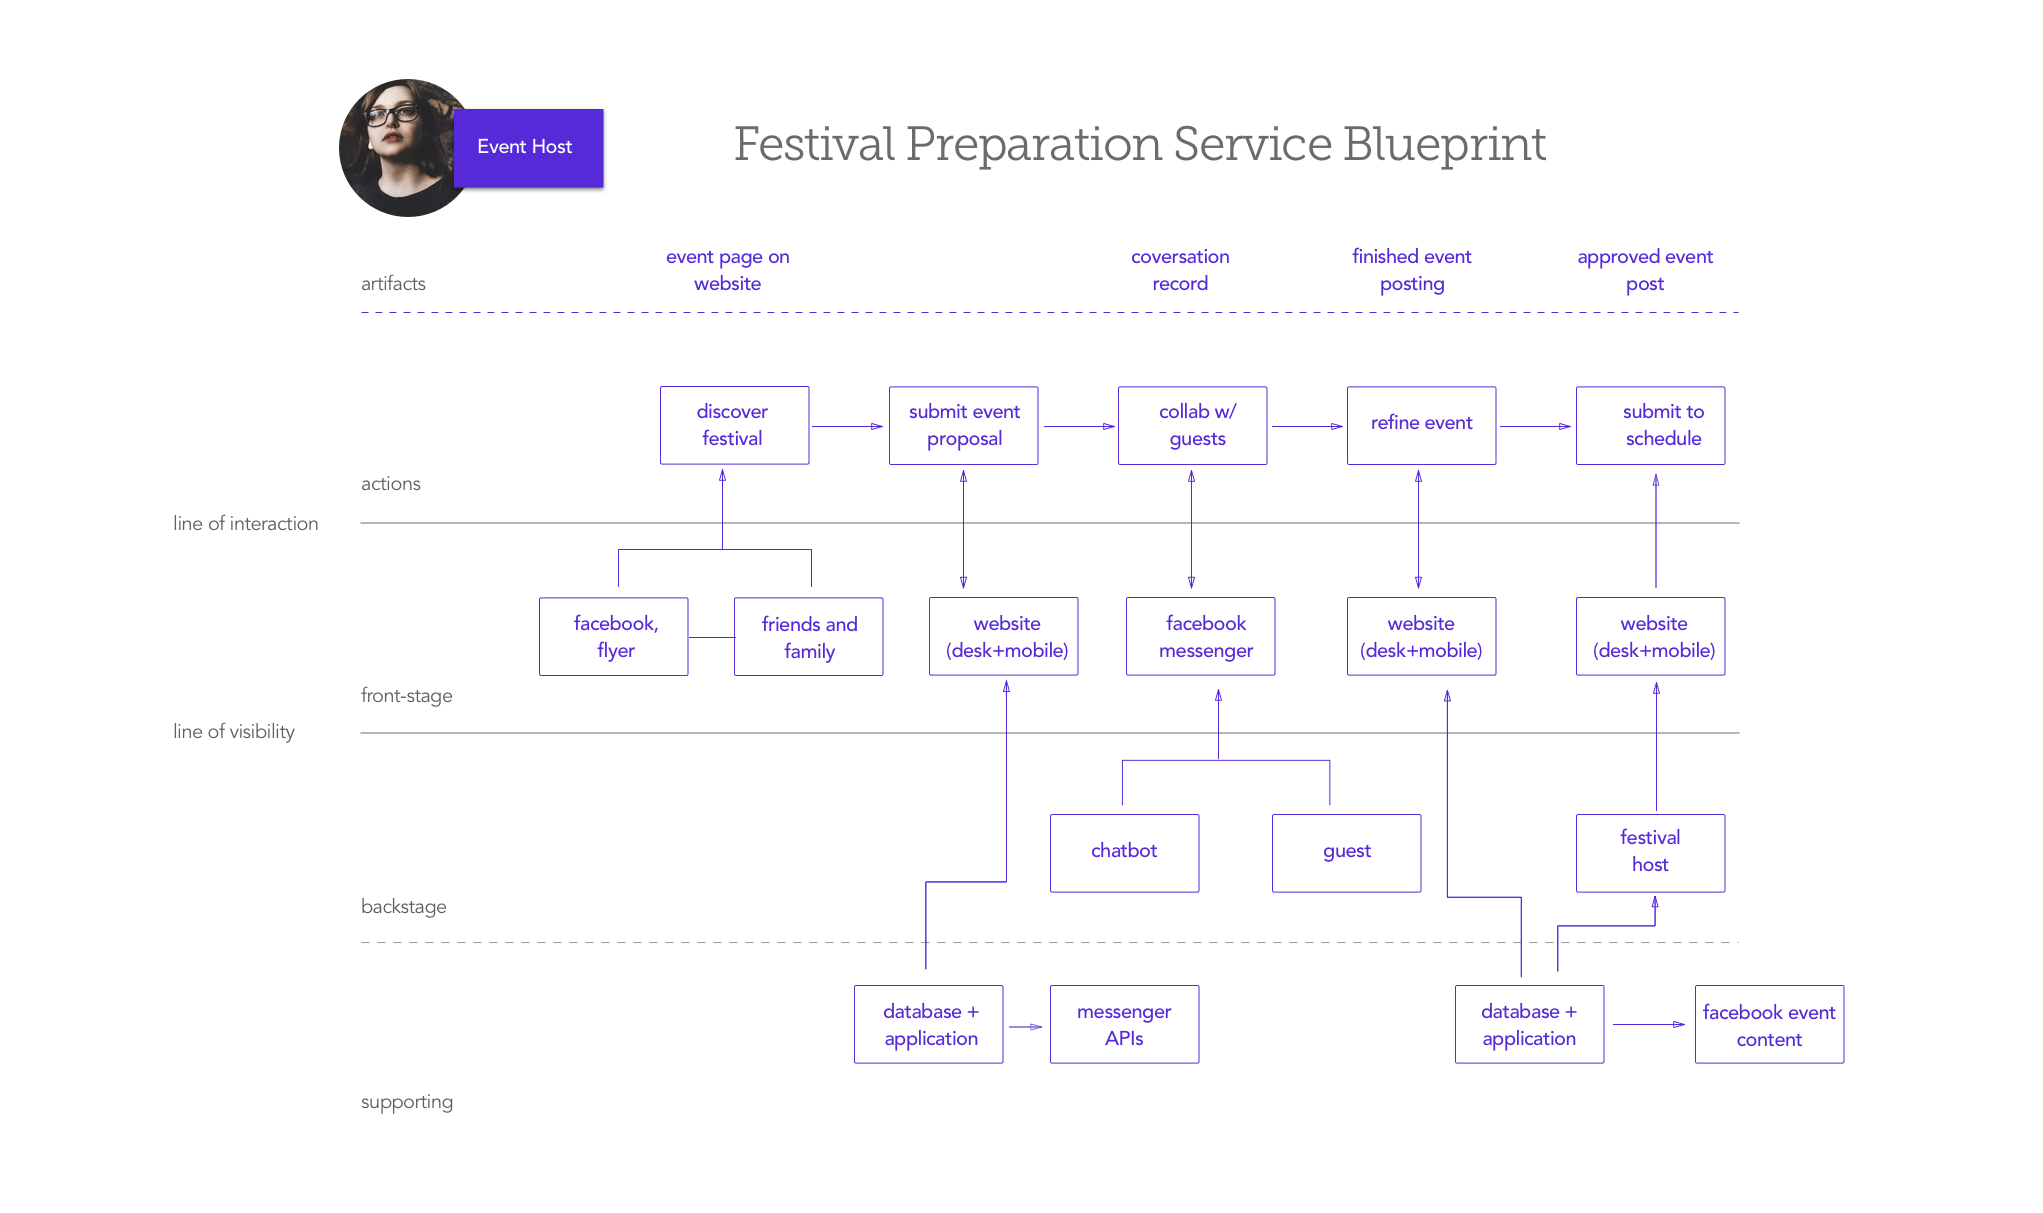 Event Host
Festival Preparation Service Blueprint
artifacts
event page on
website
coversation
record
finished event
posting
approved event
post
discover
festival
submit event
proposal
collab w/
guests
refine event
submit to
schedule
actions
line of interaction
facebook,
flyer
friends and
family
website
(desk+mobile)
facebook
messenger
website
(desk+mobile)
website
(desk+mobile)
front-stage
line of visibility
chatbot
guest
festival
host
backstage
database +
application
messenger
APIs
database +
application
facebook event
content
supporting